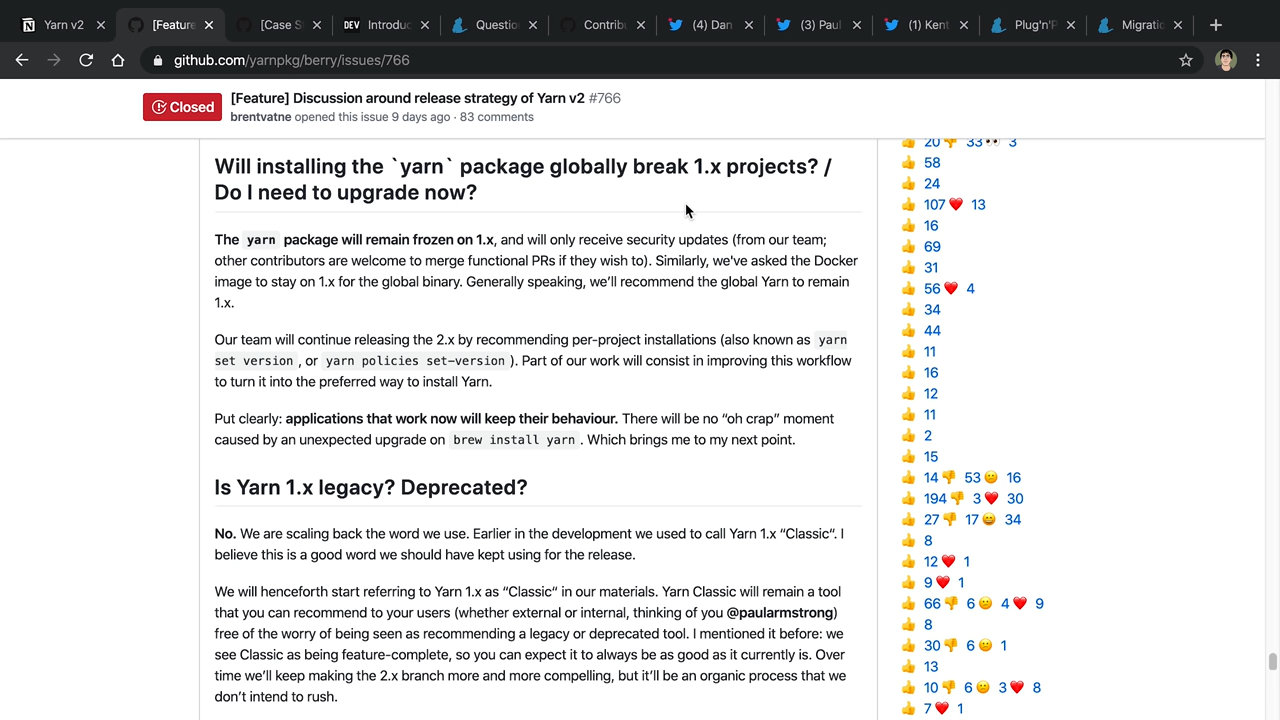 Yarn v2
[Feature
[Case S
DEV
Introduc
Questio
Contribu
(4) Dan
(3) Paul
(1) Kent
Plug'n'P
Migratio
github.com/yarnpkg/berry/issues/766
Closed
[Feature] Discussion around release strategy of Yarn v2 #766
brentvatne opened this issue 9 days ago · 83 comments
Will installing the `yarn` package globally break 1.x projects? /
Do I need to upgrade now?
The yarn package will remain frozen on 1.x, and will only receive security updates (from our team;
other contributors are welcome to merge functional PRs if they wish to). Similarly, we've asked the Docker
image to stay on 1.x for the global binary. Generally speaking, we'll recommend the global Yarn to remain
1.x.
Our team will continue releasing the 2.x by recommending per-project installations (also known as yarn
set version , or yarn policies set-version ). Part of our work will consist in improving this workflow
to turn it into the preferred way to install Yarn.
Put clearly: applications that work now will keep their behaviour. There will be no “oh crap” moment
caused by an unexpected upgrade on brew install yarn . Which brings me to my next point.
Is Yarn 1.x legacy? Deprecated?
No. We are scaling back the word we use. Earlier in the development we used to call Yarn 1.x “Classic“. I
believe this is a good word we should have kept using for the release.
We will henceforth start referring to Yarn 1.x as “Classic” in our materials. Yarn Classic will remain a tool
that you can recommend to your users (whether external or internal, thinking of you @paularmstrong)
free of the worry of being seen as recommending a legacy or deprecated tool. I mentioned it before: we
see Classic as being feature-complete, so you can expect it to always be as good as it currently is. Over
time we'll keep making the 2.x branch more and more compelling, but it'll be an organic process that we
don't intend to rush.
20 33 3
58
24
107 13
16
69
31
56 4
34
44
11
16
12
11
2
15
14 53 16
194 3 30
27 17 34
8
12 1
9 1
66 6 4 9
8
30 6 1
13
10 6 3 8
7 1